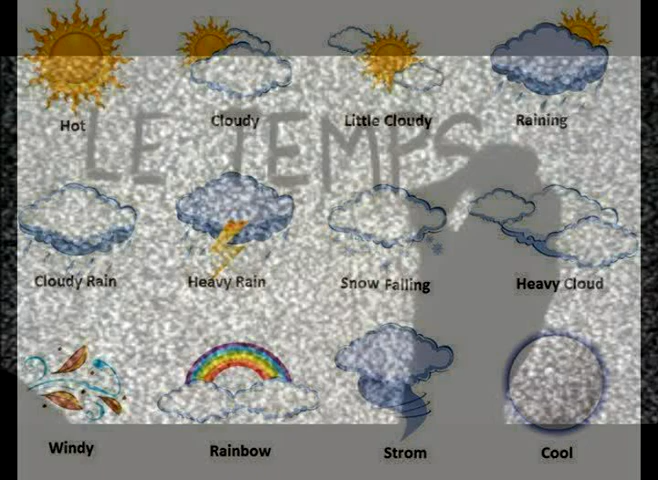 Hot Cloudy Little Cloudy Raining
LE TEMPS
Cloudy Rain Heavy Rain Snow Falling Heavy Cloud
Windy Rainbow Strom Cool